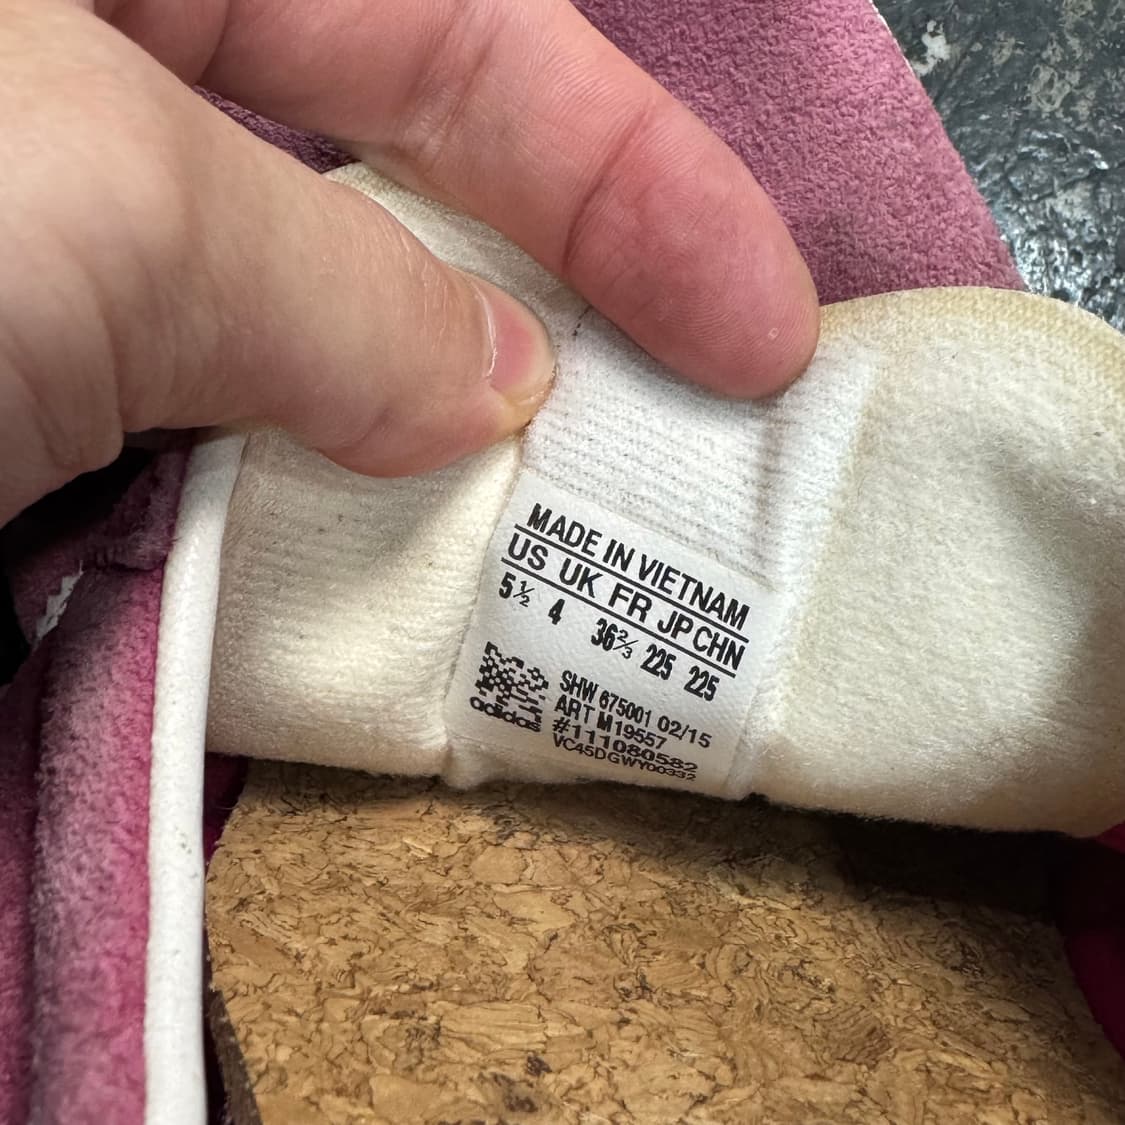 MADE IN VIETNAM
US UK FR JP CHN
5½ 4 36⅔ 225 225
SHW 675001 02/15
ART M19557
#111080582
VC45DGWY00332
adidas